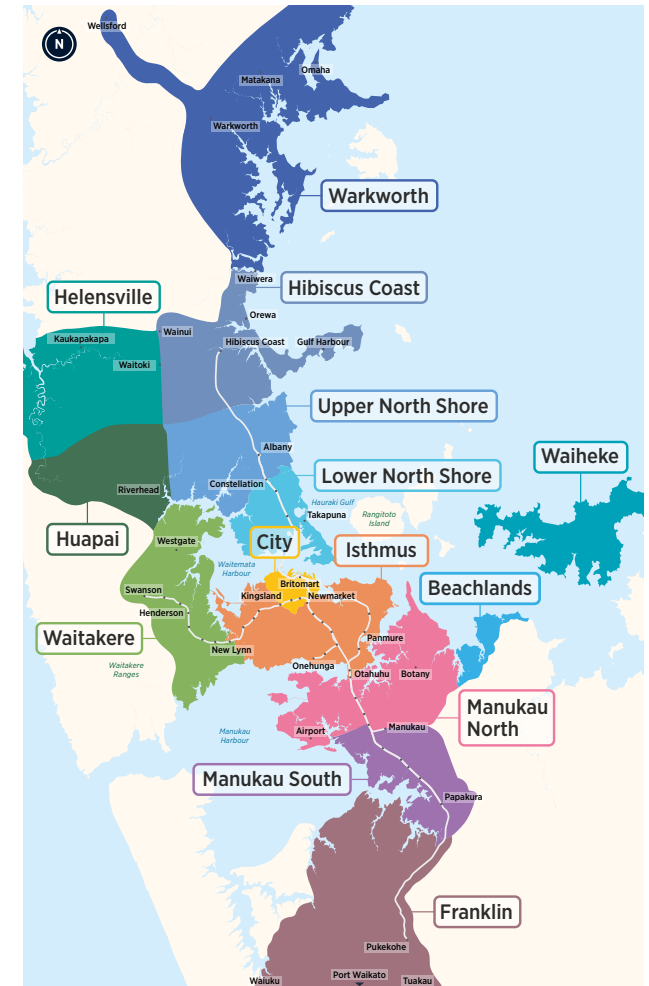 Wellsford
N
Omaha
Matakana
Warkworth
Warkworth
Waiwera
Hibiscus Coast
Helensville
Orewa
Wainui
Kaukapakapa
Hibiscus Coast
Gulf Harbour
Waitoki
Upper North Shore
Albany
Waiheke
Lower North Shore
Constellation
Riverhead
Hauraki Gulf
Takapuna
Rangitoto
Island
Huapai
Westgate
City
Isthmus
Waitemata
Harbour
Britomart
Beachlands
Swanson
Kingsland
Newmarket
Henderson
Waitakere
Panmure
New Lynn
Waitakere
Ranges
Onehunga
Otahuhu
Botany
Manukau
North
Manukau
Airport
Manukau
Harbour
Manukau South
Papakura
Franklin
Pukekohe
Port Waikato
Waiuku
Tuakau